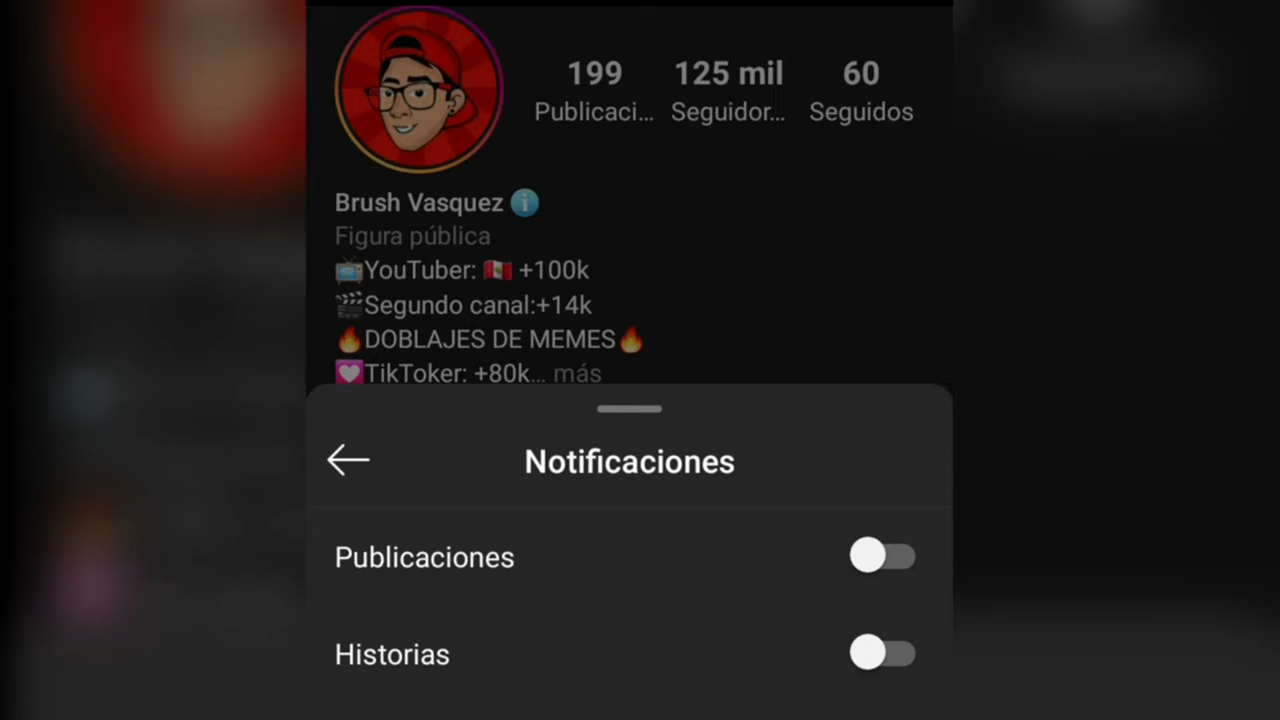 199 125 mil 60
Publicaci... Seguidor... Seguidos
Brush Vasquez
Figura pública
YouTuber: +100k
Segundo canal:+14k
DOBLAJES DE MEMES
TikToker: +80k... más
Notificaciones
Publicaciones
Historias